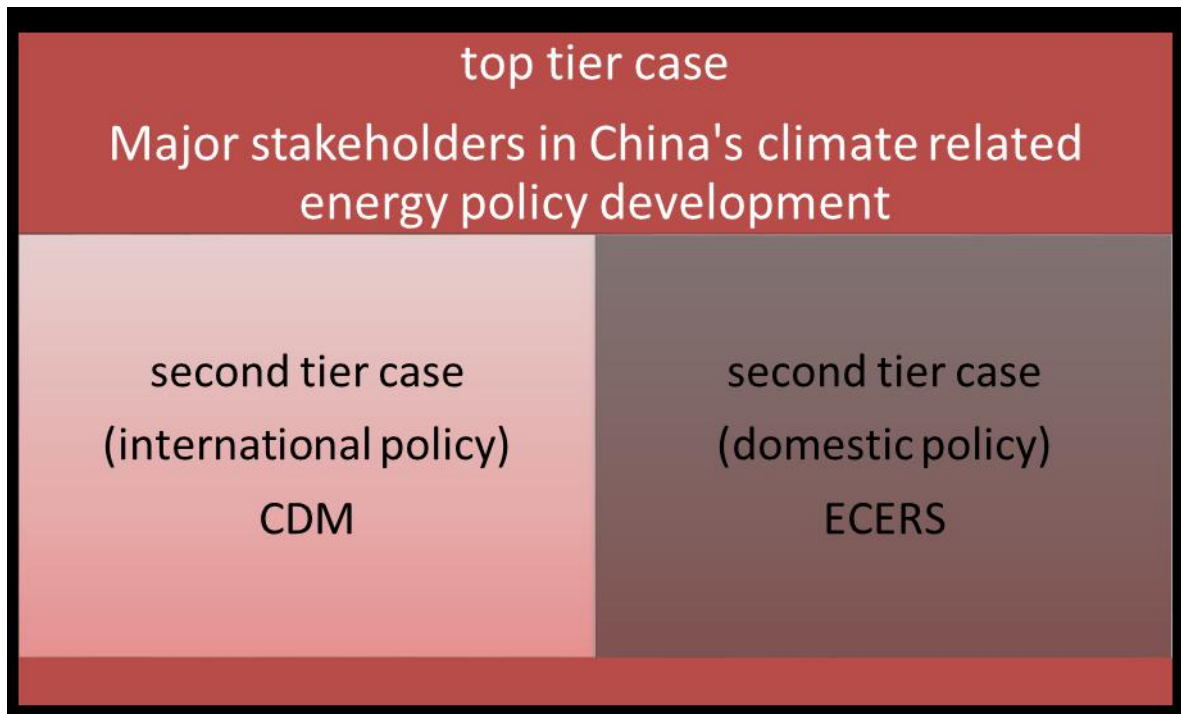 top tier case
Major stakeholders in China's climate related
energy policy development
second tier case
(international policy)
CDM
second tier case
(domestic policy)
ECERS